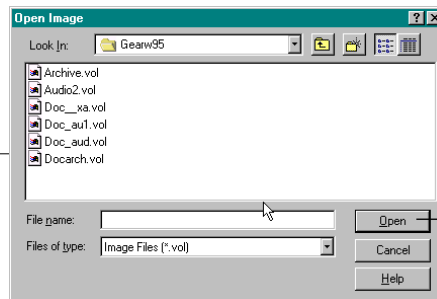 Open Image
Look In: Gearw95
Archive.vol
Audio2.vol
Doc__xa.vol
Doc_au1.vol
Doc_aud.vol
Docarch.vol
File name: Open
Files of type: Image Files (*.vol) Cancel
Help